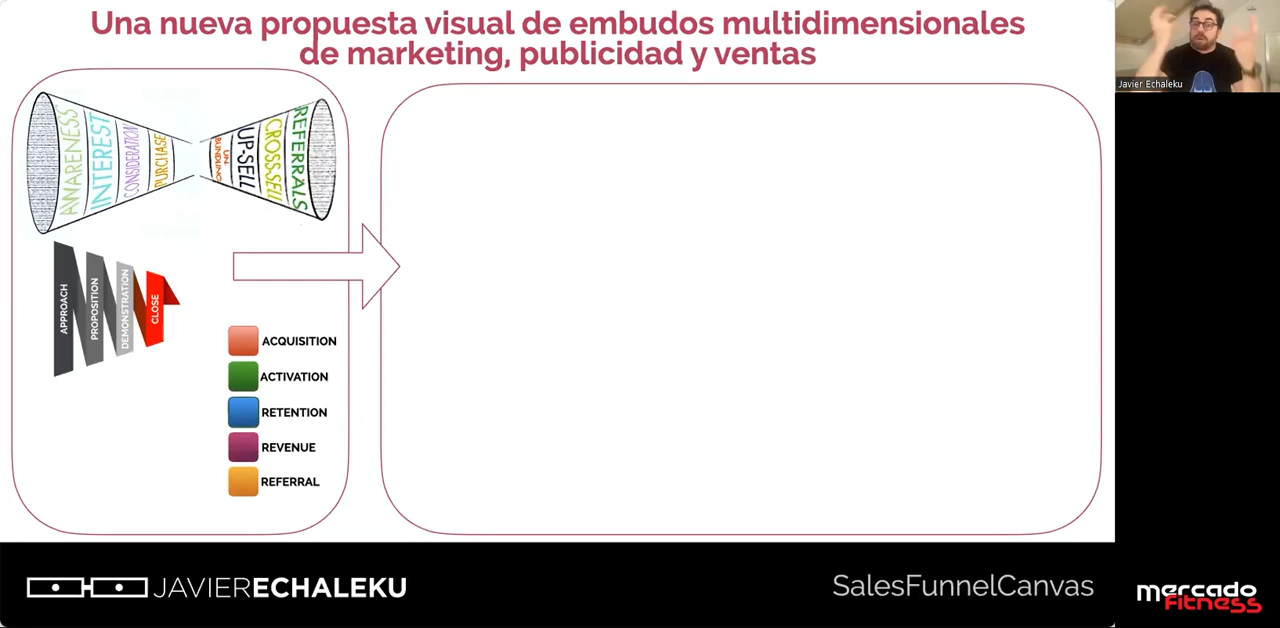 Una nueva propuesta visual de embudos multidimensionales
de marketing, publicidad y ventas
Javier Echaleku
AWARENESS
INTEREST
CONSIDERATION
PURCHASE
UP-SELL
CROSS-SELL
REFERRALS
APPROACH
PROPOSITION
DEMONSTRATION
CLOSE
ACQUISITION
ACTIVATION
RETENTION
REVENUE
REFERRAL
JAVIERECHALEKU
SalesFunnelCanvas
mercado
fitness